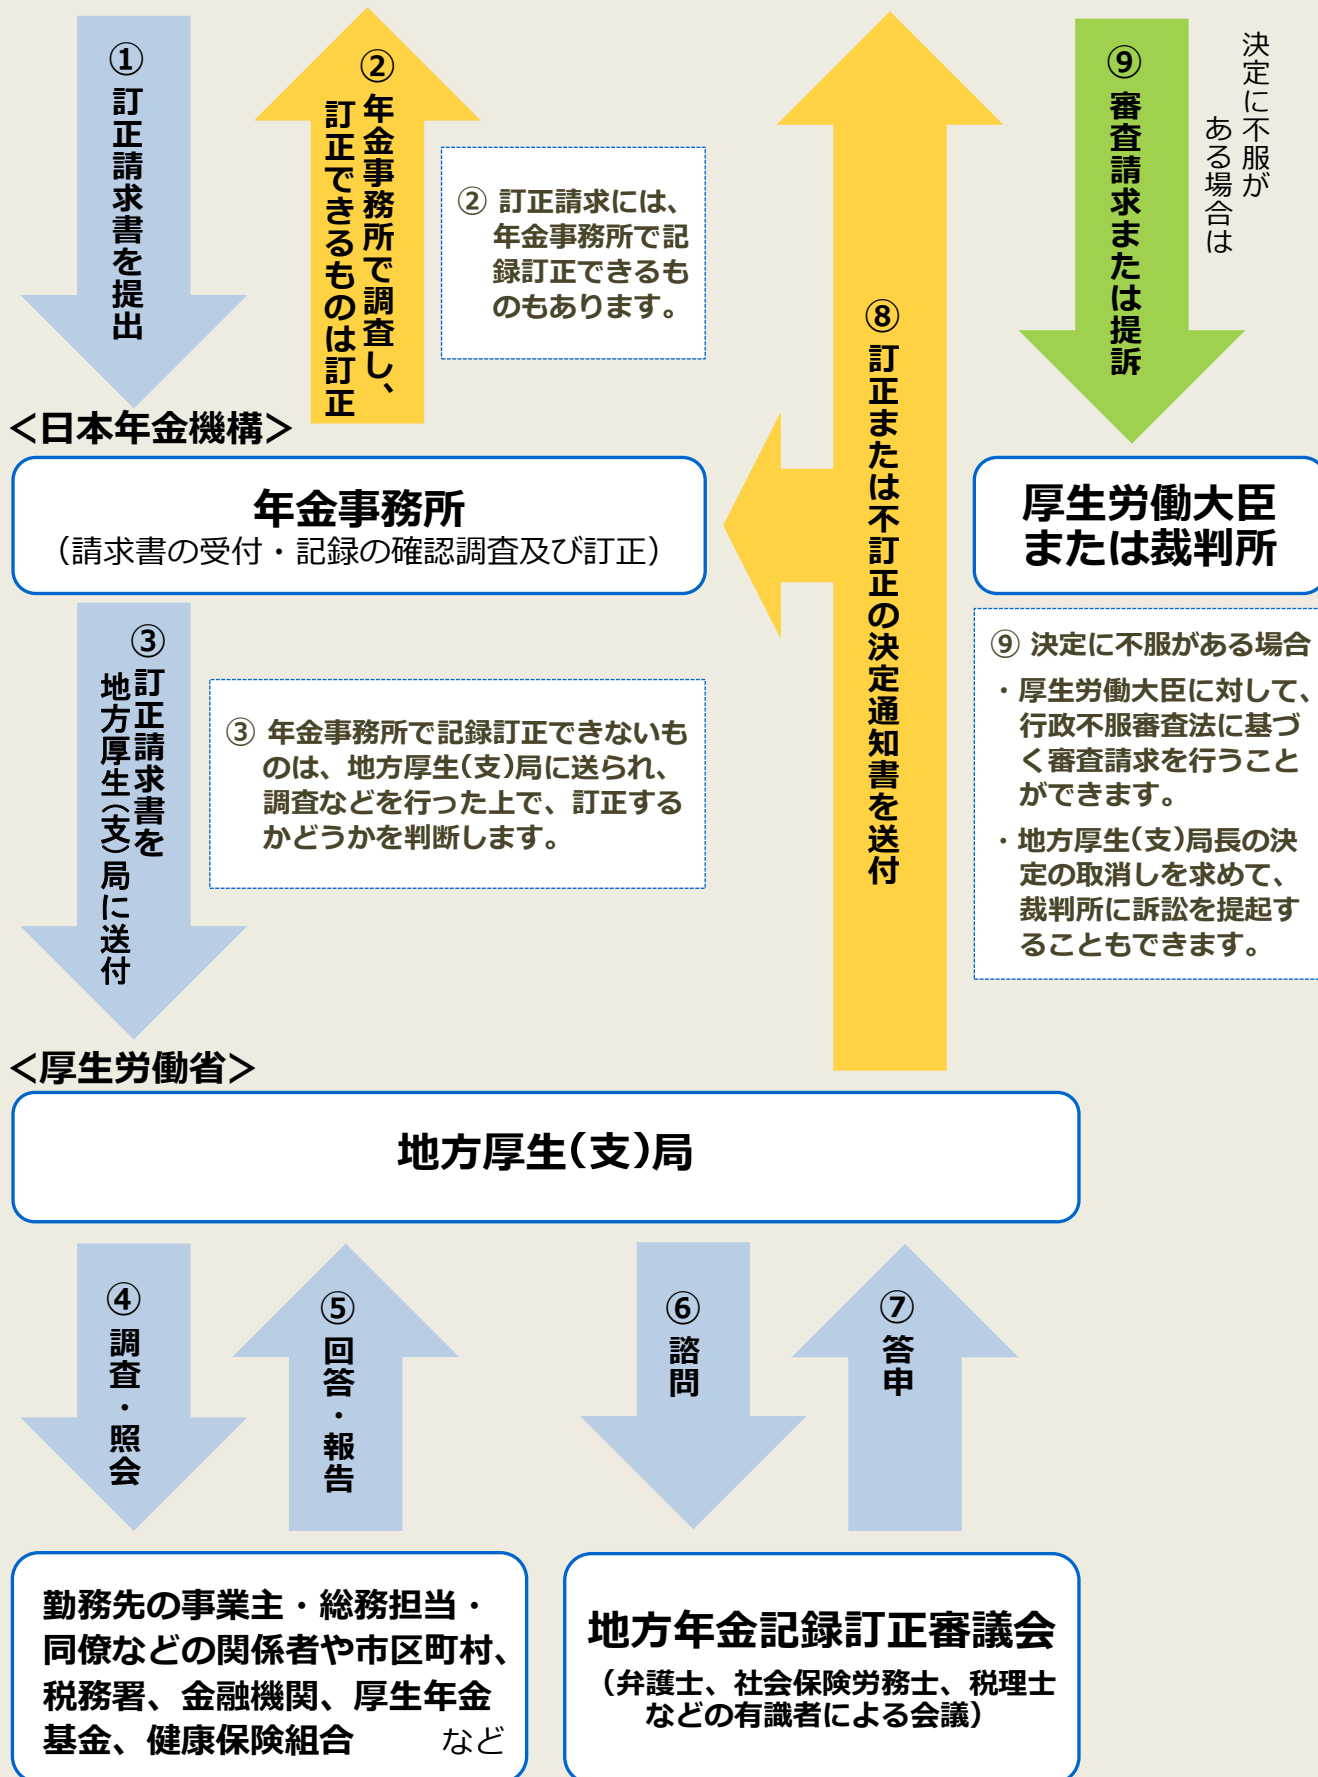 ① 訂正請求書を提出
② 年金事務所で調査し、
訂正できるものは訂正
② 訂正請求には、
年金事務所で記
録訂正できるも
のもあります。
⑧ 訂正または不訂正の決定通知書を送付
⑨ 審査請求または提訴
決定に不服が
ある場合は
<日本年金機構>
年金事務所
(請求書の受付・記録の確認調査及び訂正)
厚生労働大臣
または裁判所
③ 訂正請求書を
地方厚生(支)局に送付
③ 年金事務所で記録訂正できないも
のは、地方厚生(支)局に送られ、
調査などを行った上で、訂正する
かどうかを判断します。
⑨ 決定に不服がある場合
・厚生労働大臣に対して、
行政不服審査法に基づ
く審査請求を行うこと
ができます。
・地方厚生(支)局長の決
定の取消しを求めて、
裁判所に訴訟を提起す
ることもできます。
<厚生労働省>
地方厚生(支)局
④ 調査・照会
⑤ 回答・報告
⑥ 諮問
⑦ 答申
勤務先の事業主・総務担当・
同僚などの関係者や市区町村、
税務署、金融機関、厚生年金
基金、健康保険組合 など
地方年金記録訂正審議会
(弁護士、社会保険労務士、税理士
などの有識者による会議)